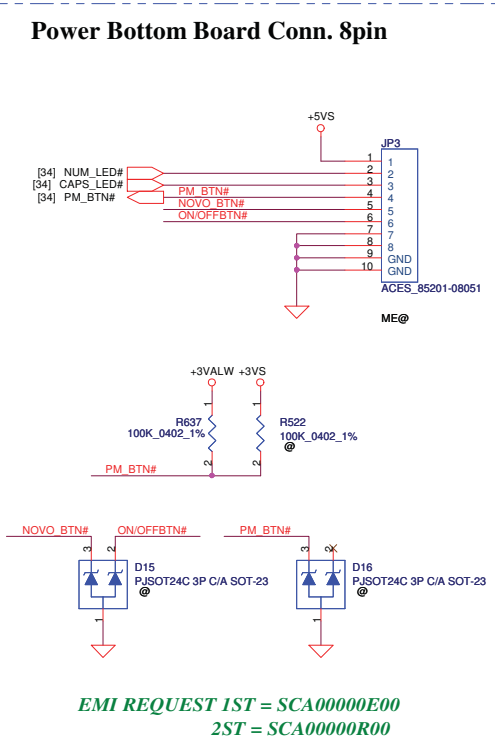 Power Bottom Board Conn. 8pin
+5VS
JP3
[34] NUM_LED#
[34] CAPS_LED#
[34] PM_BTN#
PM_BTN#
NOVO_BTN#
ON/OFFBTN#
1 1
2 2
3 3
4 4
5 5
6 6
7 7
8 8
9 GND
10 GND
ACES_85201-08051
ME@
+3VALW +3VS
1 1
R637
100K_0402_1%
R522
100K_0402_1%
@
2 2
PM_BTN#
NOVO_BTN# ON/OFFBTN# PM_BTN#
3 2 3 2
D15
PJSOT24C 3P C/A SOT-23
@
D16
PJSOT24C 3P C/A SOT-23
@
1 1
EMI REQUEST 1ST = SCA00000E00
2ST = SCA00000R00